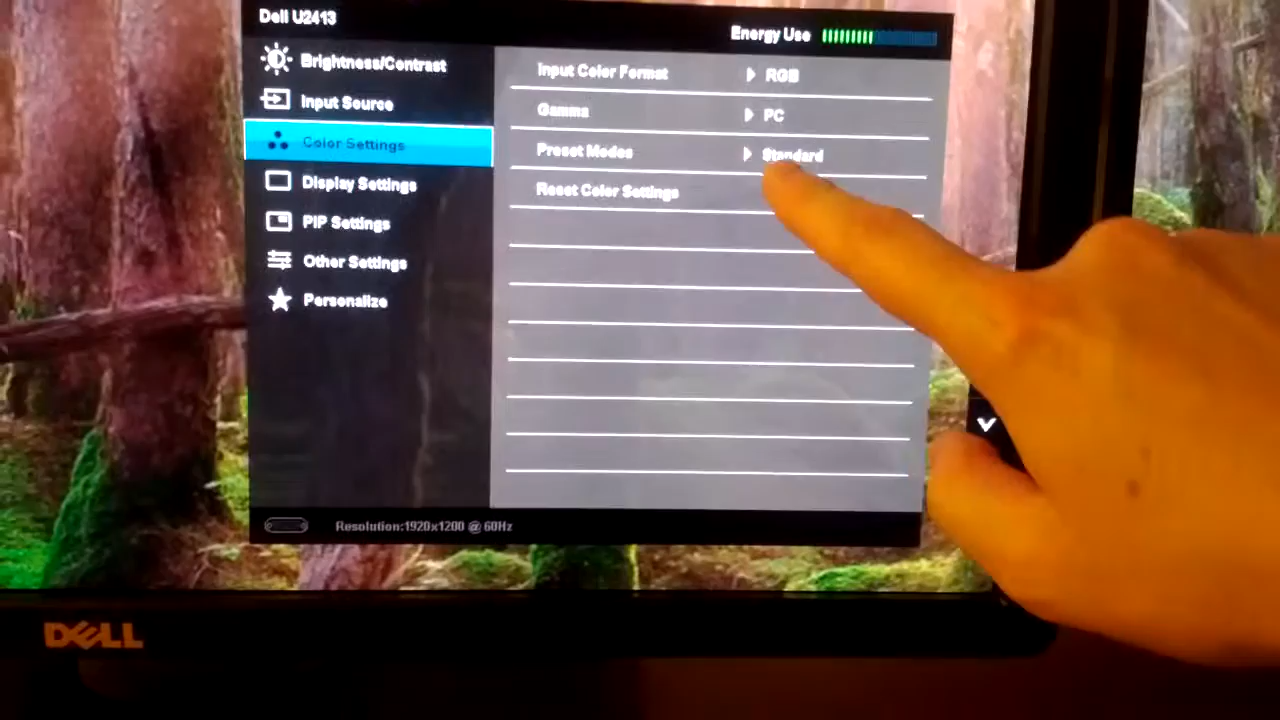 Dell U2413
Energy Use
Brightness/Contrast
Input Source
Color Settings
Display Settings
PIP Settings
Other Settings
Personalize
Input Color Format RGB
Gamma PC
Preset Modes Standard
Reset Color Settings
Resolution:1920x1200 @ 60Hz
DELL